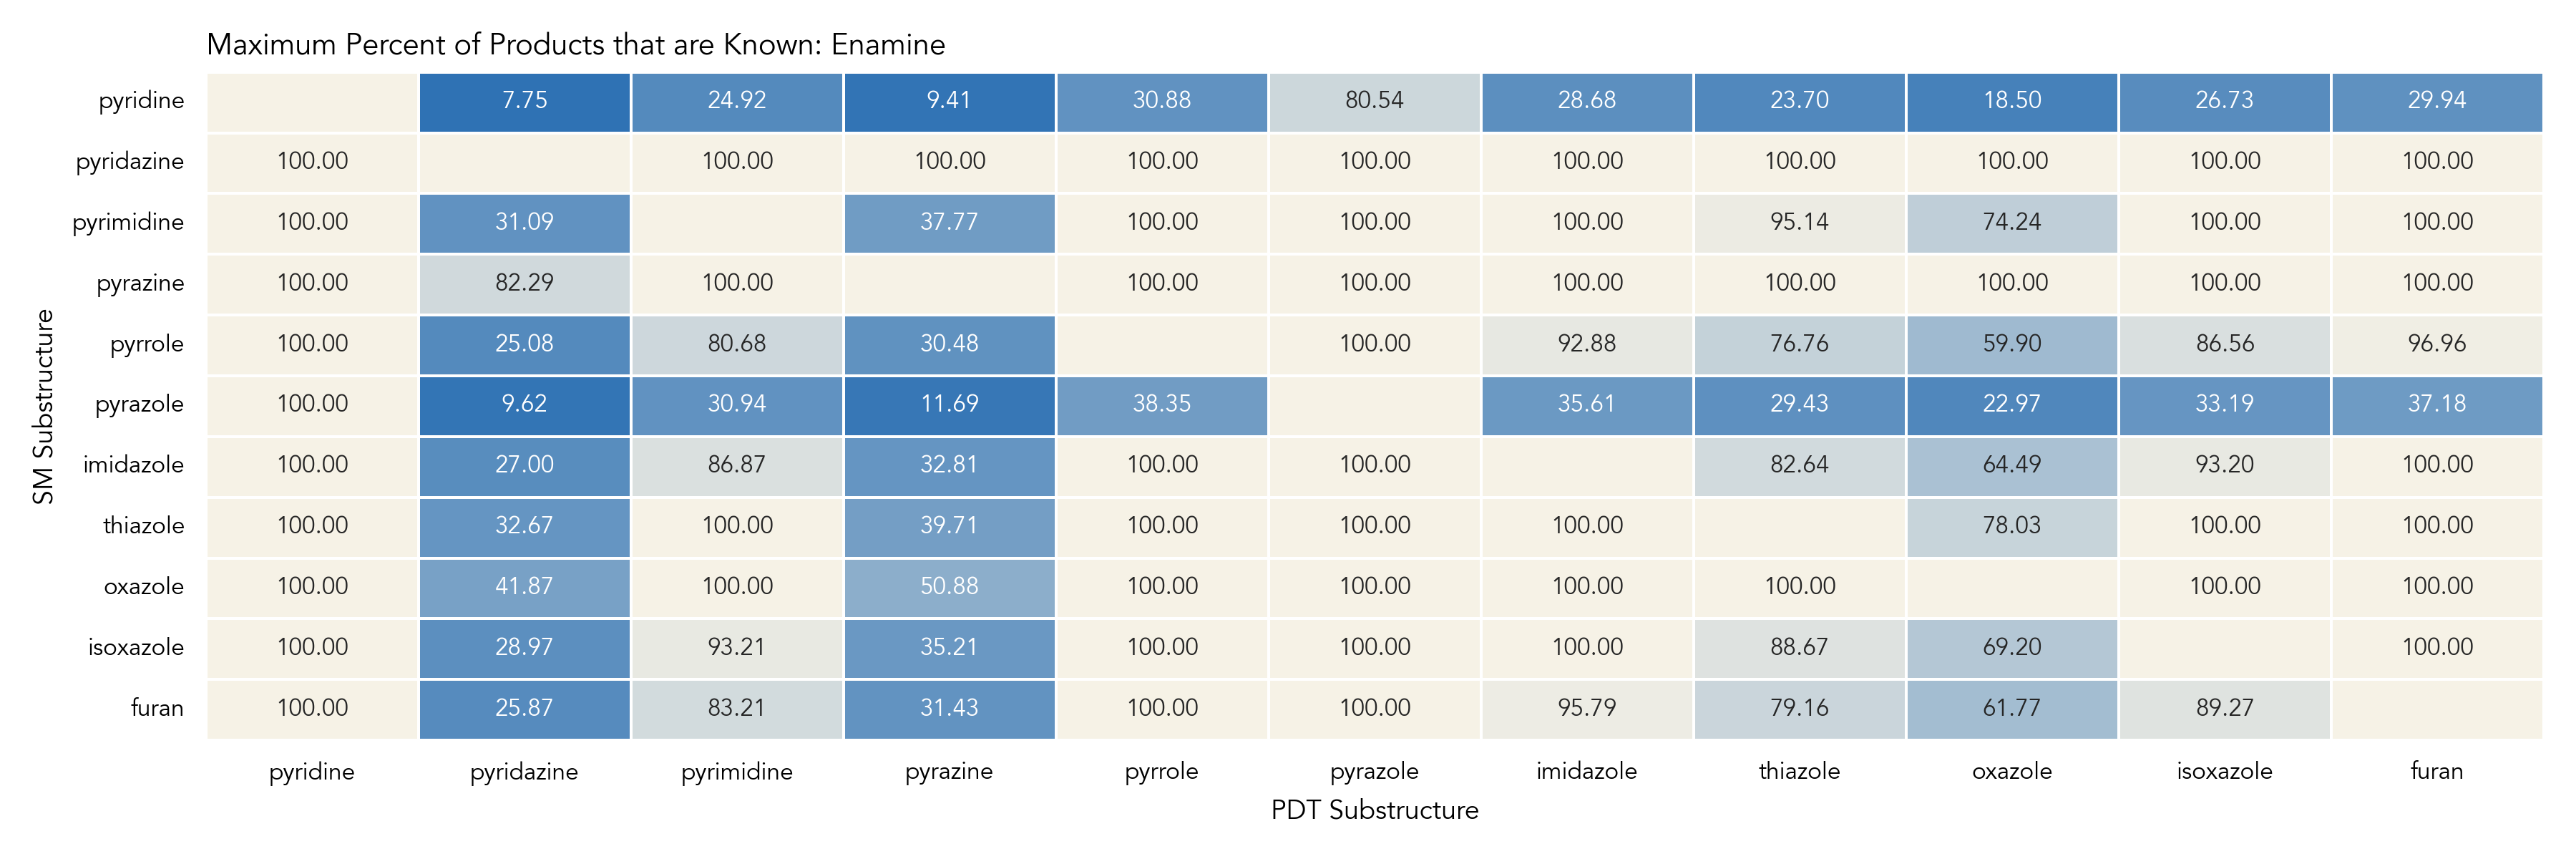 Maximum Percent of Products that are Known: Enamine
pyridine 7.75 24.92 9.41 30.88 80.54 28.68 23.70 18.50 26.73 29.94
pyridazine 100.00 100.00 100.00 100.00 100.00 100.00 100.00 100.00 100.00 100.00
pyrimidine 100.00 31.09 37.77 100.00 100.00 100.00 95.14 74.24 100.00 100.00
pyrazine 100.00 82.29 100.00 100.00 100.00 100.00 100.00 100.00 100.00 100.00
pyrrole 100.00 25.08 80.68 30.48 100.00 92.88 76.76 59.90 86.56 96.96
pyrazole 100.00 9.62 30.94 11.69 38.35 35.61 29.43 22.97 33.19 37.18
imidazole 100.00 27.00 86.87 32.81 100.00 100.00 82.64 64.49 93.20 100.00
thiazole 100.00 32.67 100.00 39.71 100.00 100.00 100.00 78.03 100.00 100.00
oxazole 100.00 41.87 100.00 50.88 100.00 100.00 100.00 100.00 100.00 100.00
isoxazole 100.00 28.97 93.21 35.21 100.00 100.00 100.00 88.67 69.20 100.00
furan 100.00 25.87 83.21 31.43 100.00 100.00 95.79 79.16 61.77 89.27
SM Substructure
pyridine pyridazine pyrimidine pyrazine pyrrole pyrazole imidazole thiazole oxazole isoxazole furan
PDT Substructure